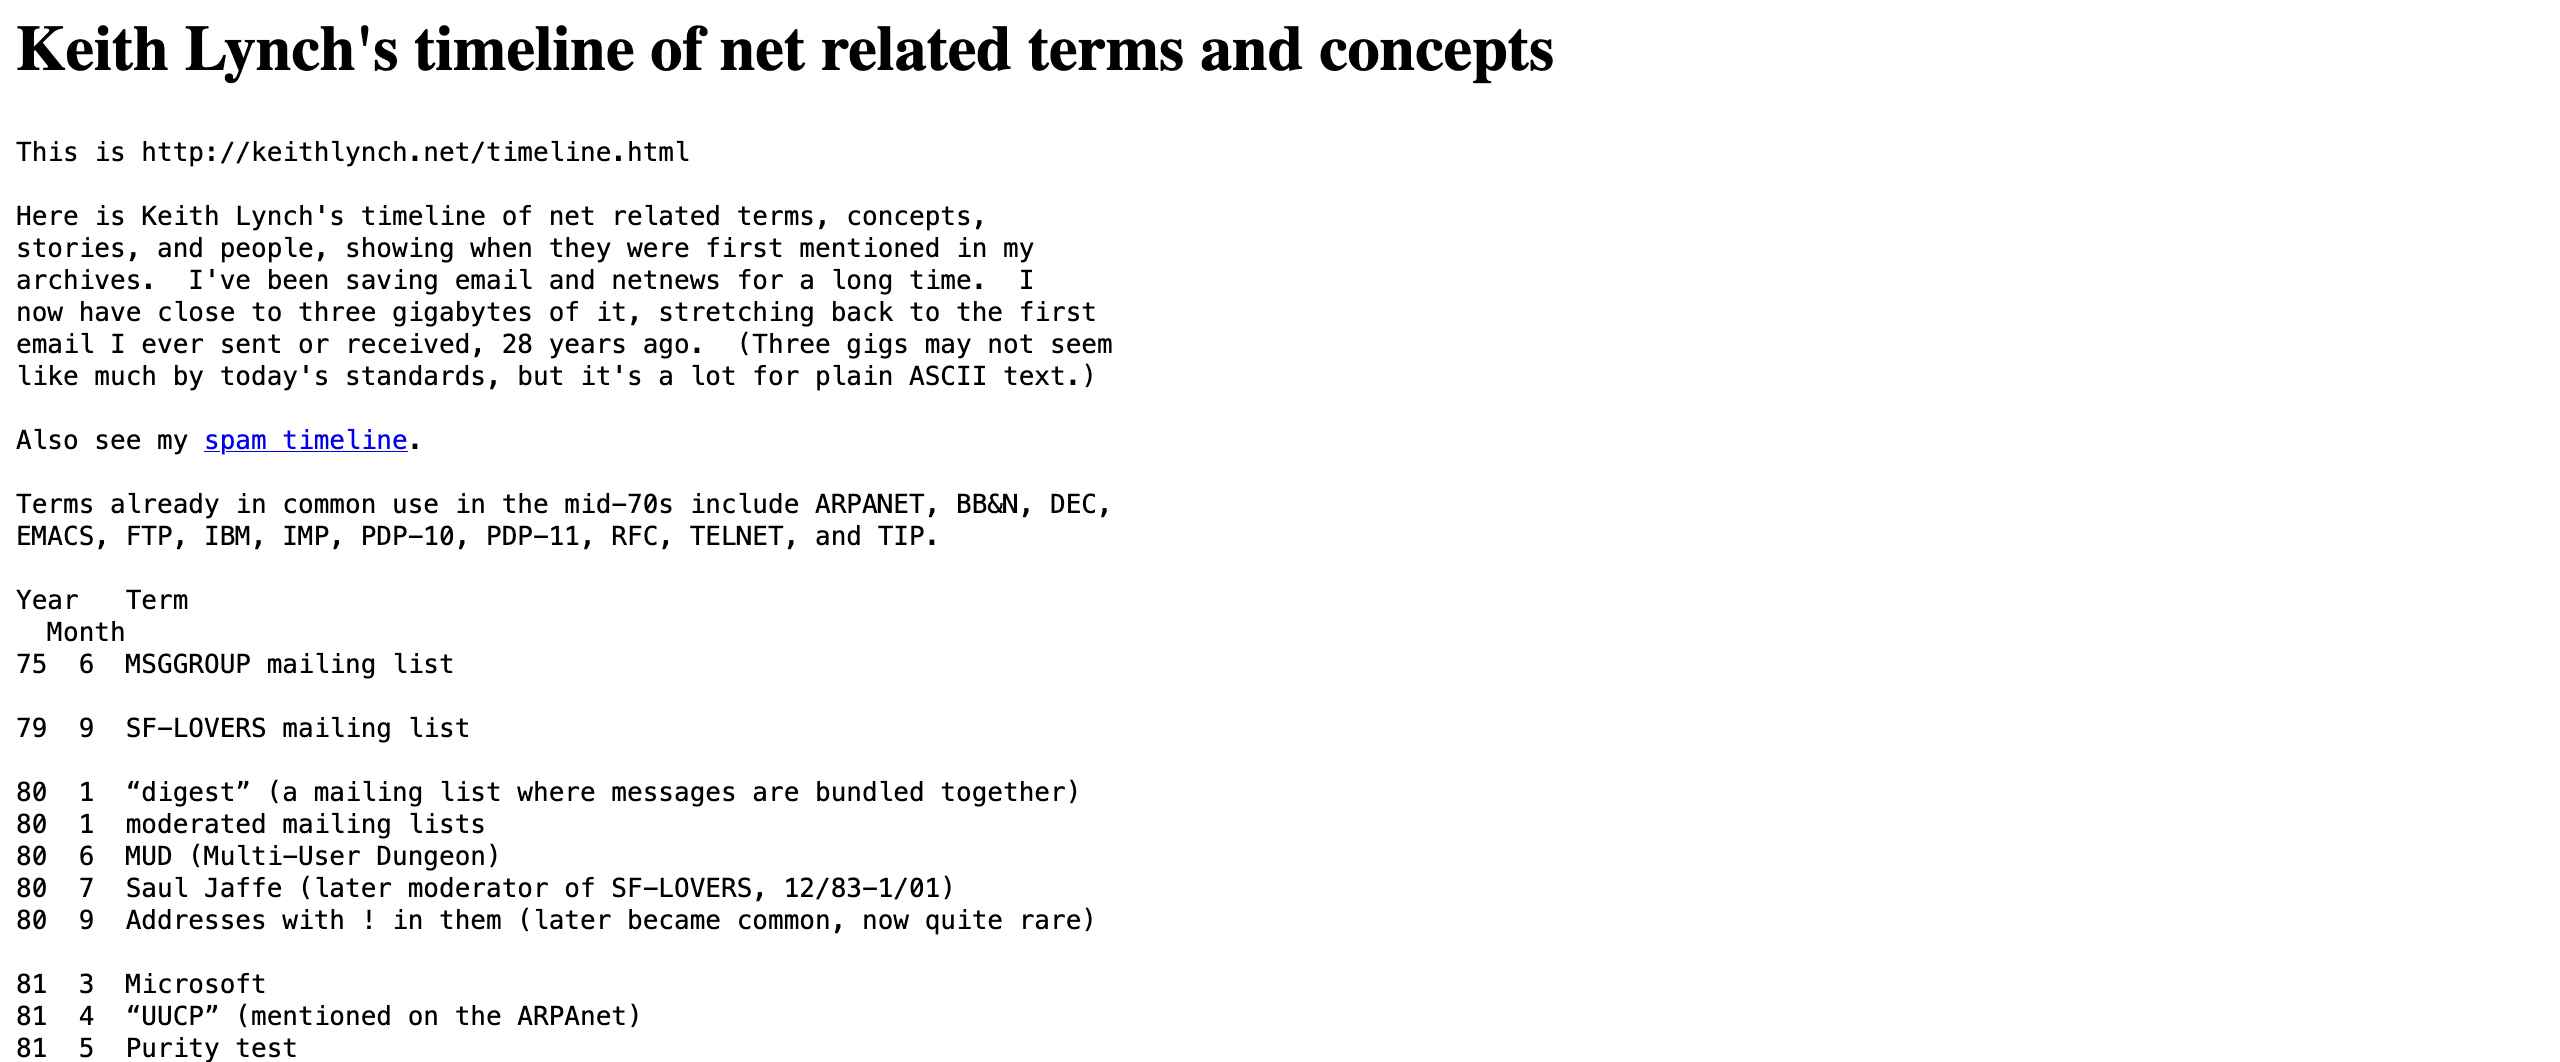 Keith Lynch's timeline of net related terms and concepts
This is http://keithlynch.net/timeline.html
Here is Keith Lynch's timeline of net related terms, concepts,
stories, and people, showing when they were first mentioned in my
archives.  I've been saving email and netnews for a long time.  I
now have close to three gigabytes of it, stretching back to the first
email I ever sent or received, 28 years ago.  (Three gigs may not seem
like much by today's standards, but it's a lot for plain ASCII text.)
Also see my spam timeline.
Terms already in common use in the mid-70s include ARPANET, BB&N, DEC,
EMACS, FTP, IBM, IMP, PDP-10, PDP-11, RFC, TELNET, and TIP.
Year   Term
  Month
75  6  MSGGROUP mailing list
79  9  SF-LOVERS mailing list
80  1  “digest” (a mailing list where messages are bundled together)
80  1  moderated mailing lists
80  6  MUD (Multi-User Dungeon)
80  7  Saul Jaffe (later moderator of SF-LOVERS, 12/83-1/01)
80  9  Addresses with ! in them (later became common, now quite rare)
81  3  Microsoft
81  4  “UUCP” (mentioned on the ARPAnet)
81  5  Purity test